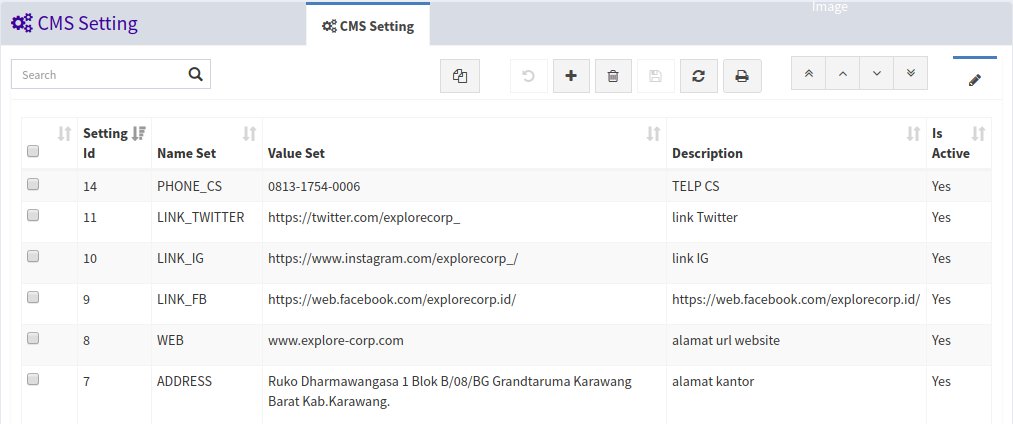 Image
CMS Setting
CMS Setting
Search
Setting Id Name Set Value Set Description Is Active
14 PHONE_CS 0813-1754-0006 TELP CS Yes
11 LINK_TWITTER https://twitter.com/explorecorp_ link Twitter Yes
10 LINK_IG https://www.instagram.com/explorecorp_/ link IG Yes
9 LINK_FB https://web.facebook.com/explorecorp.id/ https://web.facebook.com/explorecorp.id/ Yes
8 WEB www.explore-corp.com alamat url website Yes
7 ADDRESS Ruko Dharmawangasa 1 Blok B/08/BG Grandtaruma Karawang alamat kantor Yes
Barat Kab.Karawang.